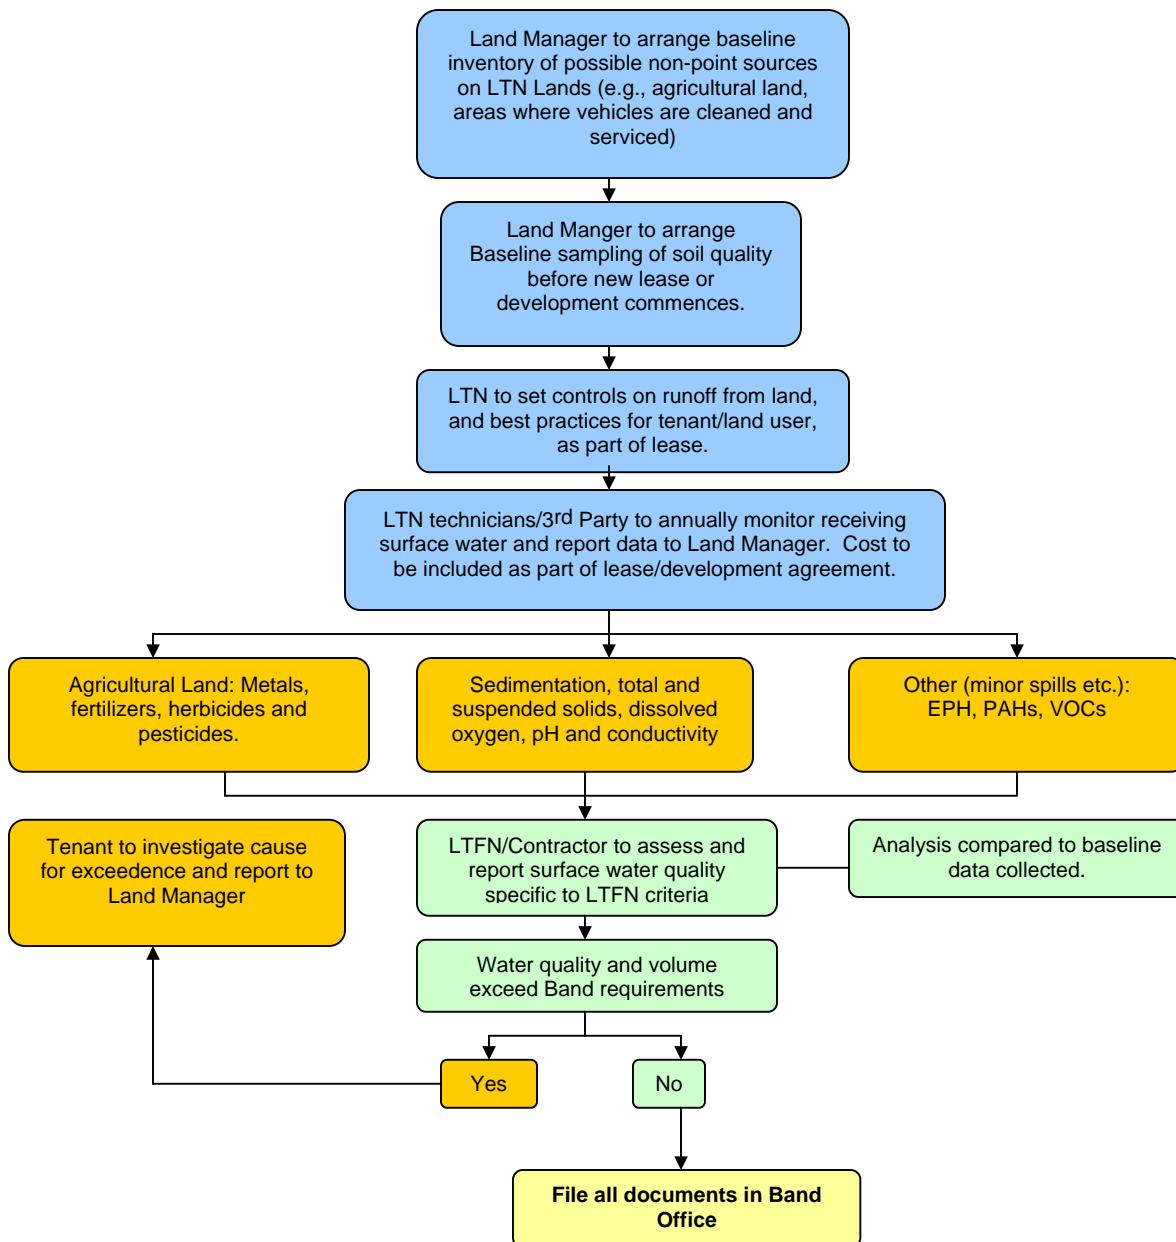 Land Manager to arrange baseline
inventory of possible non-point sources
on LTN Lands (e.g., agricultural land,
areas where vehicles are cleaned and
serviced)
Land Manger to arrange
Baseline sampling of soil quality
before new lease or
development commences.
LTN to set controls on runoff from land,
and best practices for tenant/land user,
as part of lease.
LTN technicians/3rd Party to annually monitor receiving
surface water and report data to Land Manager. Cost to
be included as part of lease/development agreement.
Agricultural Land: Metals,
fertilizers, herbicides and
pesticides.
Sedimentation, total and
suspended solids, dissolved
oxygen, pH and conductivity
Other (minor spills etc.):
EPH, PAHs, VOCs
Tenant to investigate cause
for exceedence and report to
Land Manager
LTFN/Contractor to assess and
report surface water quality
specific to LTFN criteria
Analysis compared to baseline
data collected.
Water quality and volume
exceed Band requirements
Yes
No
File all documents in Band
Office